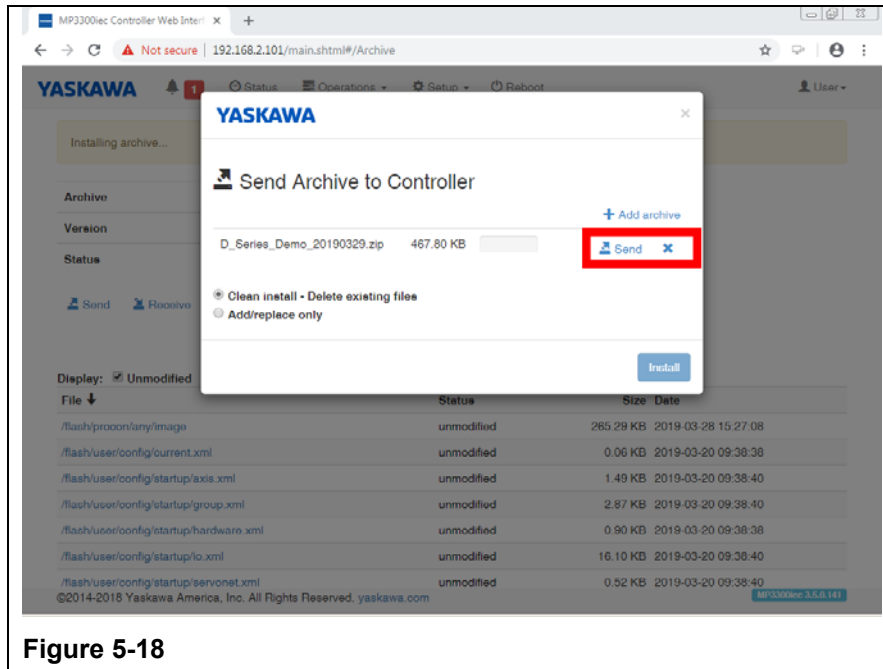 MP3300iec Controller Web Interf
Not secure 192.168.2.101/main.shtml#/Archive
YASKAWA 1 Status Operations Setup Reboot User
Installing archive...
YASKAWA
Send Archive to Controller
Add archive
D_Series_Demo_20190329.zip 467.80 KB Send
Clean install - Delete existing files
Add/replace only
Install
Archive
Version
Status
Send Receive
Display: Unmodified
File Status Size Date
/flash/procon/any/image unmodified 265.29 KB 2019-03-28 15:27:08
/flash/user/config/current.xml unmodified 0.06 KB 2019-03-20 09:38:38
/flash/user/config/startup/axis.xml unmodified 1.49 KB 2019-03-20 09:38:40
/flash/user/config/startup/group.xml unmodified 2.87 KB 2019-03-20 09:38:40
/flash/user/config/startup/hardware.xml unmodified 0.90 KB 2019-03-20 09:38:38
/flash/user/config/startup/io.xml unmodified 16.10 KB 2019-03-20 09:38:40
/flash/user/config/startup/servonet.xml unmodified 0.52 KB 2019-03-20 09:38:40
©2014-2018 Yaskawa America, Inc. All Rights Reserved. yaskawa.com MP3300iec 3.5.0.141
Figure 5-18